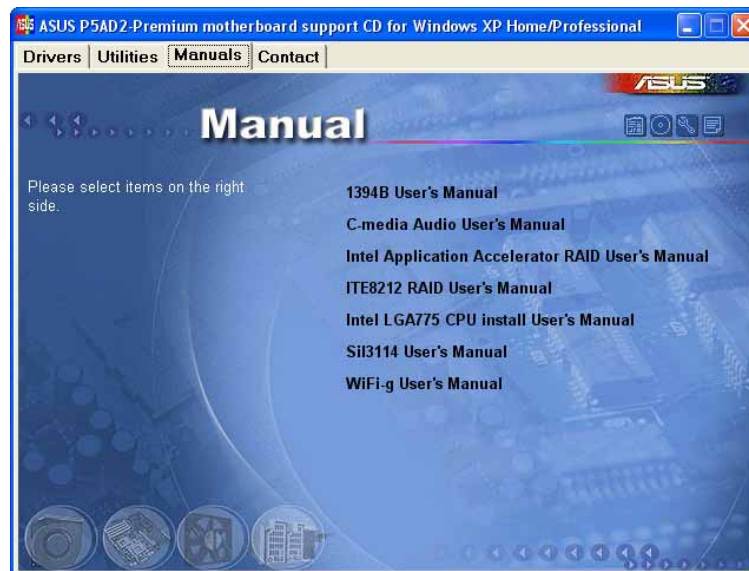 ASUS P5AD2-Premium motherboard support CD for Windows XP Home/Professional
Drivers Utilities Manuals Contact
ASUS
Manual
Please select items on the right
side.
1394B User's Manual
C-media Audio User's Manual
Intel Application Accelerator RAID User's Manual
ITE8212 RAID User's Manual
Intel LGA775 CPU install User's Manual
Sil3114 User's Manual
WiFi-g User's Manual